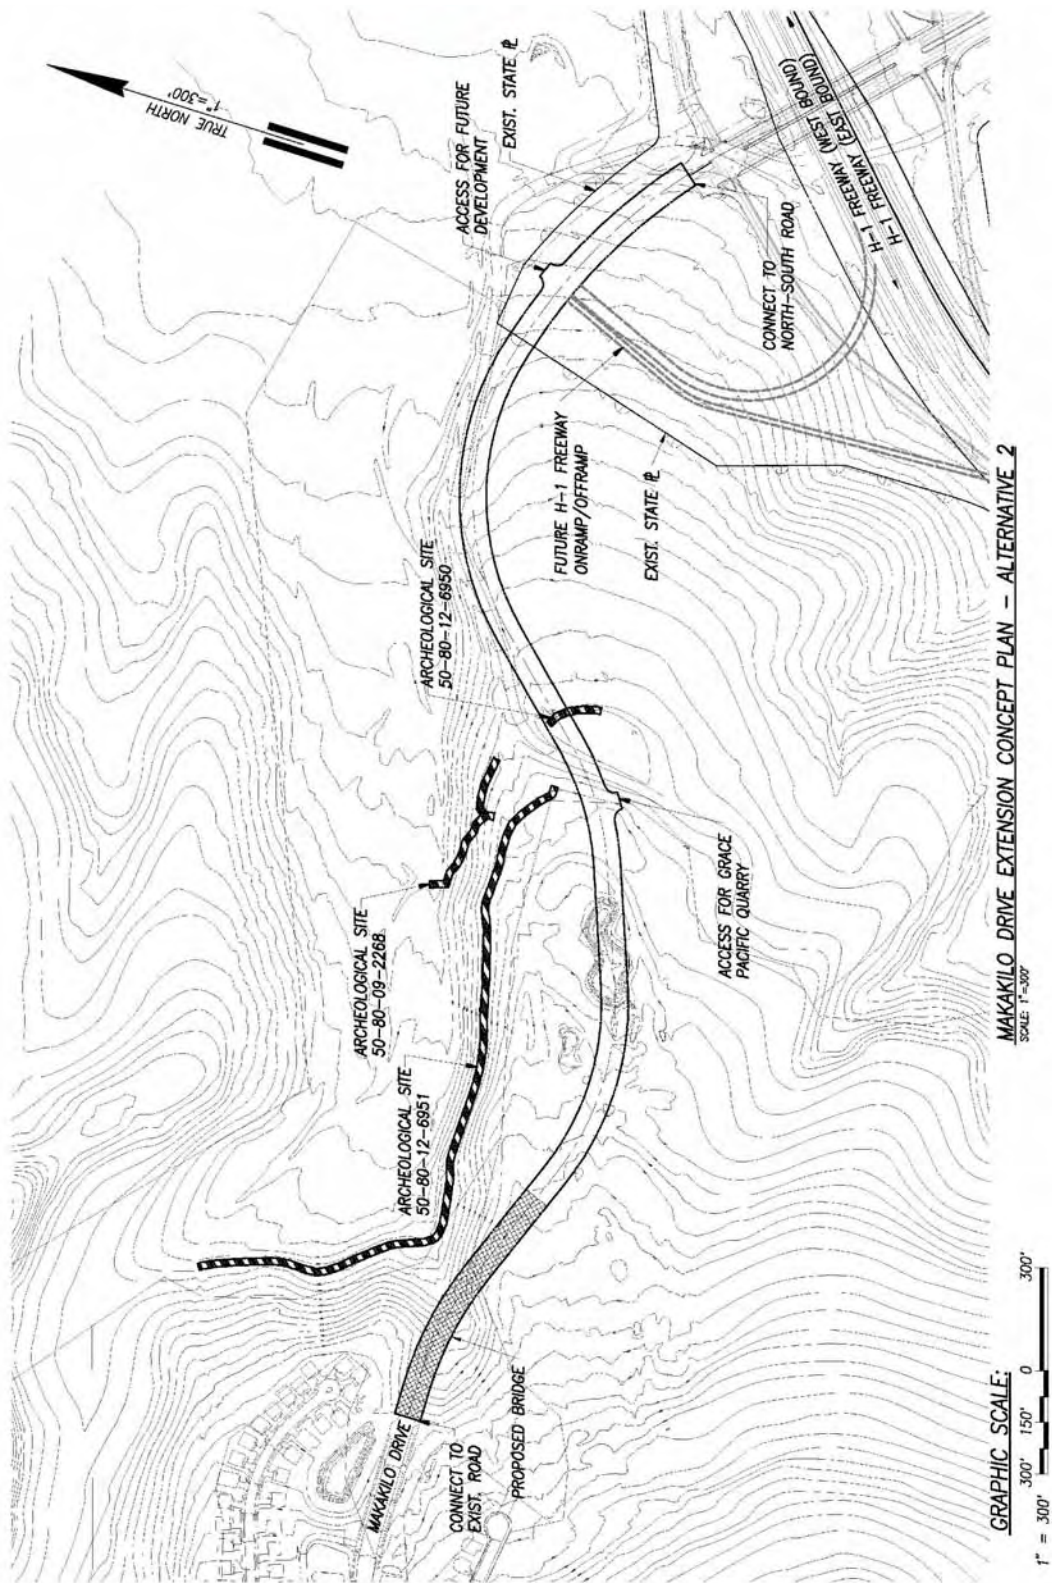 TRUE NORTH
1"=300'
ACCESS FOR FUTURE
DEVELOPMENT
EXIST. STATE ⅊
H-1 FREEWAY (WEST BOUND)
H-1 FREEWAY (EAST BOUND)
CONNECT TO
NORTH-SOUTH ROAD
FUTURE H-1 FREEWAY
ONRAMP/OFFRAMP
EXIST. STATE ⅊
ARCHEOLOGICAL SITE
50-80-12-6950
ARCHEOLOGICAL SITE
50-80-09-2268
ARCHEOLOGICAL SITE
50-80-12-6951
ACCESS FOR GRACE
PACIFIC QUARRY
MAKAKILO DRIVE
CONNECT TO
EXIST. ROAD
PROPOSED BRIDGE
MAKAKILO DRIVE EXTENSION CONCEPT PLAN - ALTERNATIVE 2
SCALE: 1"=300'
GRAPHIC SCALE:
300' 150' 0 300'
1" = 300'